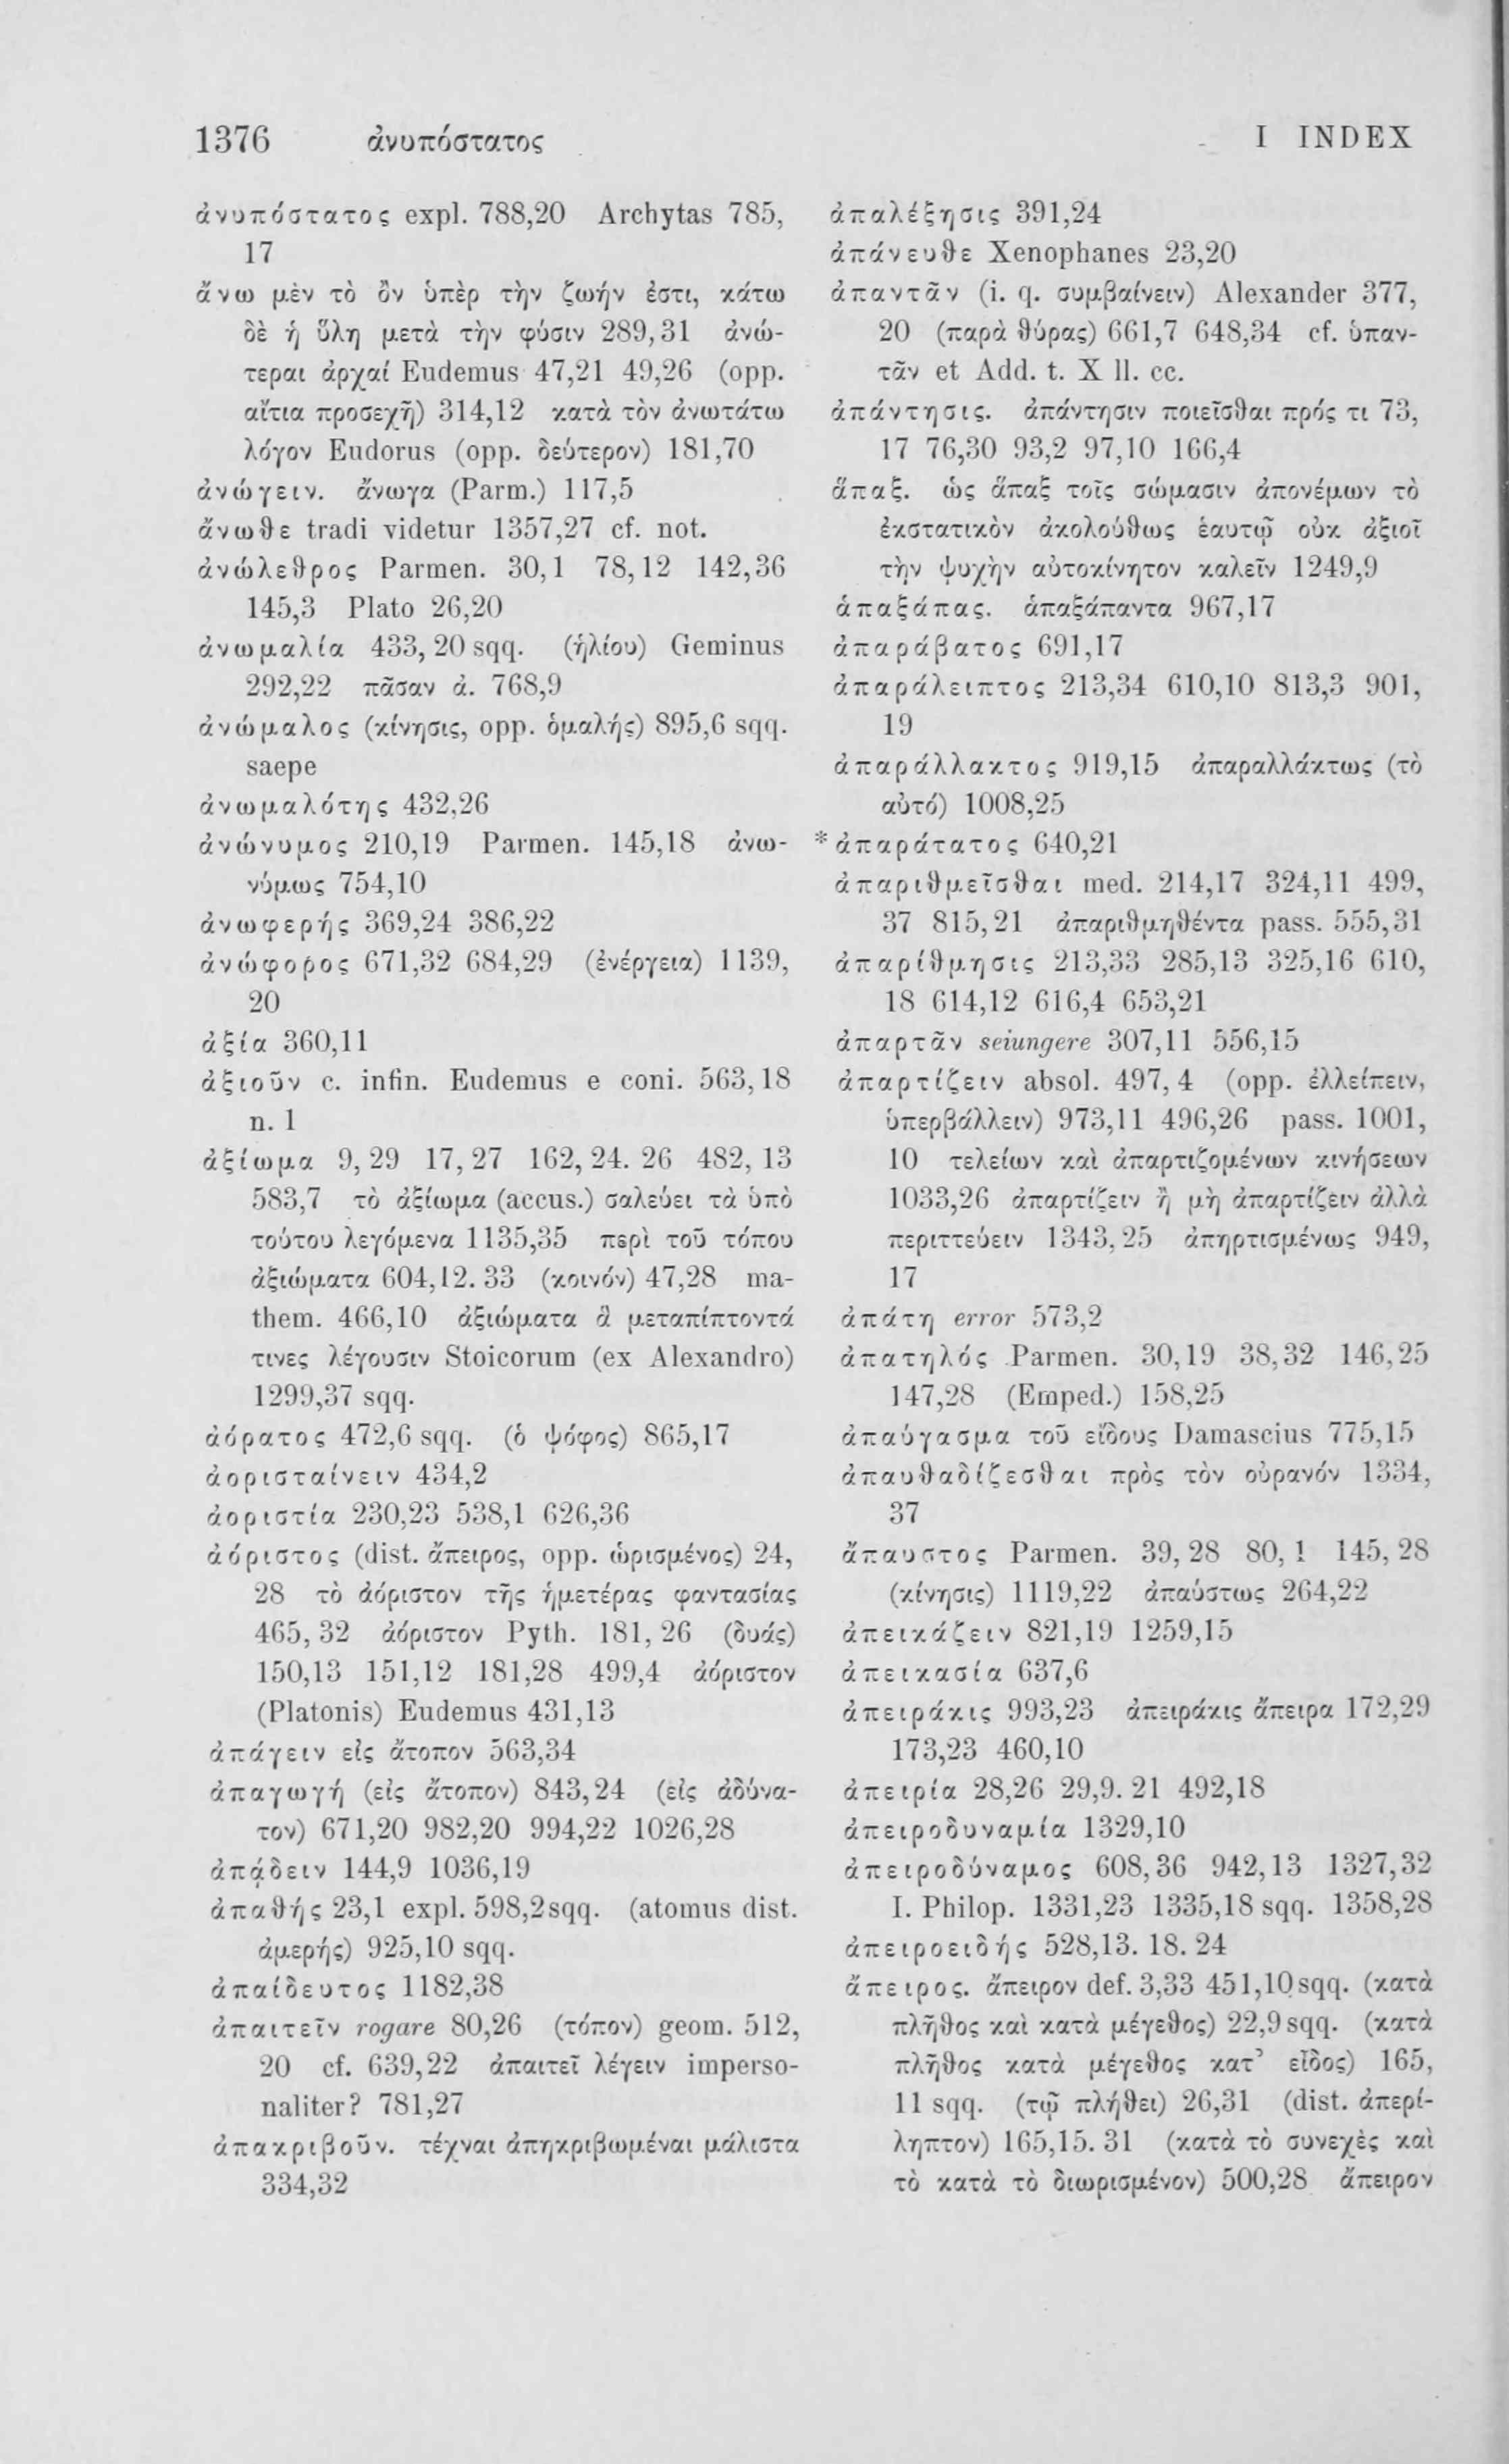 1376 ἀνυπόστατος I INDEX
ἀνυπόστατος expl. 788,20 Archytas 785,
17
ἄνω μὲν τὸ ὂν ὑπὲρ τὴν ζωήν ἐστι, κάτω
δὲ ἡ ὕλη μετὰ τὴν φύσιν 289,31 ἀνώ-
τεραι ἀρχαί Eudemus 47,21 49,26 (opp.
αἴτια προσεχῆ) 314,12 κατὰ τὸν ἀνωτάτω
λόγον Eudorus (opp. δεύτερον) 181,70
ἀνώγειν. ἄνωγα (Parm.) 117,5
ἄνωθε tradi videtur 1357,27 cf. not.
ἀνώλεθρος Parmen. 30,1 78,12 142,36
145,3 Plato 26,20
ἀνωμαλία 433,20 sqq. (ἡλίου) Geminus
292,22 πᾶσαν ἀ. 768,9
ἀνώμαλος (κίνησις, opp. ὁμαλής) 895,6 sqq.
saepe
ἀνωμαλότης 432,26
ἀνώνυμος 210,19 Parmen. 145,18 ἀνω-
νύμως 754,10
ἀνωφερής 369,24 386,22
ἀνώφορος 671,32 684,29 (ἐνέργεια) 1139,
20
ἀξία 360,11
ἀξιοῦν c. infin. Eudemus e coni. 563,18
n. 1
ἀξίωμα 9,29 17,27 162,24. 26 482,13
583,7 τὸ ἀξίωμα (accus.) σαλεύει τὰ ὑπὸ
τούτου λεγόμενα 1135,35 περὶ τοῦ τόπου
ἀξιώματα 604,12. 33 (κοινόν) 47,28 ma-
them. 466,10 ἀξιώματα ἃ μεταπίπτοντά
τινες λέγουσιν Stoicorum (ex Alexandro)
1299,37 sqq.
ἀόρατος 472,6 sqq. (ὁ ψόφος) 865,17
ἀορισταίνειν 434,2
ἀοριστία 230,23 538,1 626,36
ἀόριστος (dist. ἄπειρος, opp. ὡρισμένος) 24,
28 τὸ ἀόριστον τῆς ἡμετέρας φαντασίας
465,32 ἀόριστον Pyth. 181,26 (δυάς)
150,13 151,12 181,28 499,4 ἀόριστον
(Platonis) Eudemus 431,13
ἀπάγειν εἰς ἄτοπον 563,34
ἀπαγωγή (εἰς ἄτοπον) 843,24 (εἰς ἀδύνα-
τον) 671,20 982,20 994,22 1026,28
ἀπᾴδειν 144,9 1036,19
ἀπαθής 23,1 expl. 598,2 sqq. (atomus dist.
ἀμερής) 925,10 sqq.
ἀπαίδευτος 1182,38
ἀπαιτεῖν rogare 80,26 (τόπον) geom. 512,
20 cf. 639,22 ἀπαιτεῖ λέγειν imperso-
naliter? 781,27
ἀπακριβοῦν. τέχναι ἀπηκριβωμέναι μάλιστα
334,32
ἀπαλέξησις 391,24
ἀπάνευθε Xenophanes 23,20
ἀπαντᾶν (i. q. συμβαίνειν) Alexander 377,
20 (παρὰ θύρας) 661,7 648,34 cf. ὑπαν-
τᾶν et Add. t. X ll. cc.
ἀπάντησις. ἀπάντησιν ποιεῖσθαι πρός τι 73,
17 76,30 93,2 97,10 166,4
ἅπαξ. ὡς ἅπαξ τοῖς σώμασιν ἀπονέμων τὸ
ἐκστατικὸν ἀκολούθως ἑαυτῷ οὐκ ἀξιοῖ
τὴν ψυχὴν αὐτοκίνητον καλεῖν 1249,9
ἁπαξάπας. ἁπαξάπαντα 967,17
ἀπαράβατος 691,17
ἀπαράλειπτος 213,34 610,10 813,3 901,
19
ἀπαράλλακτος 919,15 ἀπαραλλάκτως (τὸ
αὐτό) 1008,25
*ἀπαράτατος 640,21
ἀπαριθμεῖσθαι med. 214,17 324,11 499,
37 815,21 ἀπαριθμηθέντα pass. 555,31
ἀπαρίθμησις 213,33 285,13 325,16 610,
18 614,12 616,4 653,21
ἀπαρτᾶν seiungere 307,11 556,15
ἀπαρτίζειν absol. 497,4 (opp. ἐλλείπειν,
ὑπερβάλλειν) 973,11 496,26 pass. 1001,
10 τελείων καὶ ἀπαρτιζομένων κινήσεων
1033,26 ἀπαρτίζειν ἢ μὴ ἀπαρτίζειν ἀλλὰ
περιττεύειν 1343,25 ἀπηρτισμένως 949,
17
ἀπάτη error 573,2
ἀπατηλός Parmen. 30,19 38,32 146,25
147,28 (Emped.) 158,25
ἀπαύγασμα τοῦ εἴδους Damascius 775,15
ἀπαυθαδίζεσθαι πρὸς τὸν οὐρανόν 1334,
37
ἄπαυστος Parmen. 39,28 80,1 145,28
(κίνησις) 1119,22 ἀπαύστως 264,22
ἀπεικάζειν 821,19 1259,15
ἀπεικασία 637,6
ἀπειράκις 993,23 ἀπειράκις ἄπειρα 172,29
173,23 460,10
ἀπειρία 28,26 29,9. 21 492,18
ἀπειροδυναμία 1329,10
ἀπειροδύναμος 608,36 942,13 1327,32
I. Philop. 1331,23 1335,18 sqq. 1358,28
ἀπειροειδής 528,13. 18. 24
ἄπειρος. ἄπειρον def. 3,33 451,10 sqq. (κατὰ
πλῆθος καὶ κατὰ μέγεθος) 22,9 sqq. (κατὰ
πλῆθος κατὰ μέγεθος κατ’ εἶδος) 165,
11 sqq. (τῷ πλήθει) 26,31 (dist. ἀπερί-
ληπτον) 165,15. 31 (κατὰ τὸ συνεχὲς καὶ
τὸ κατὰ τὸ διωρισμένον) 500,28 ἄπειρον